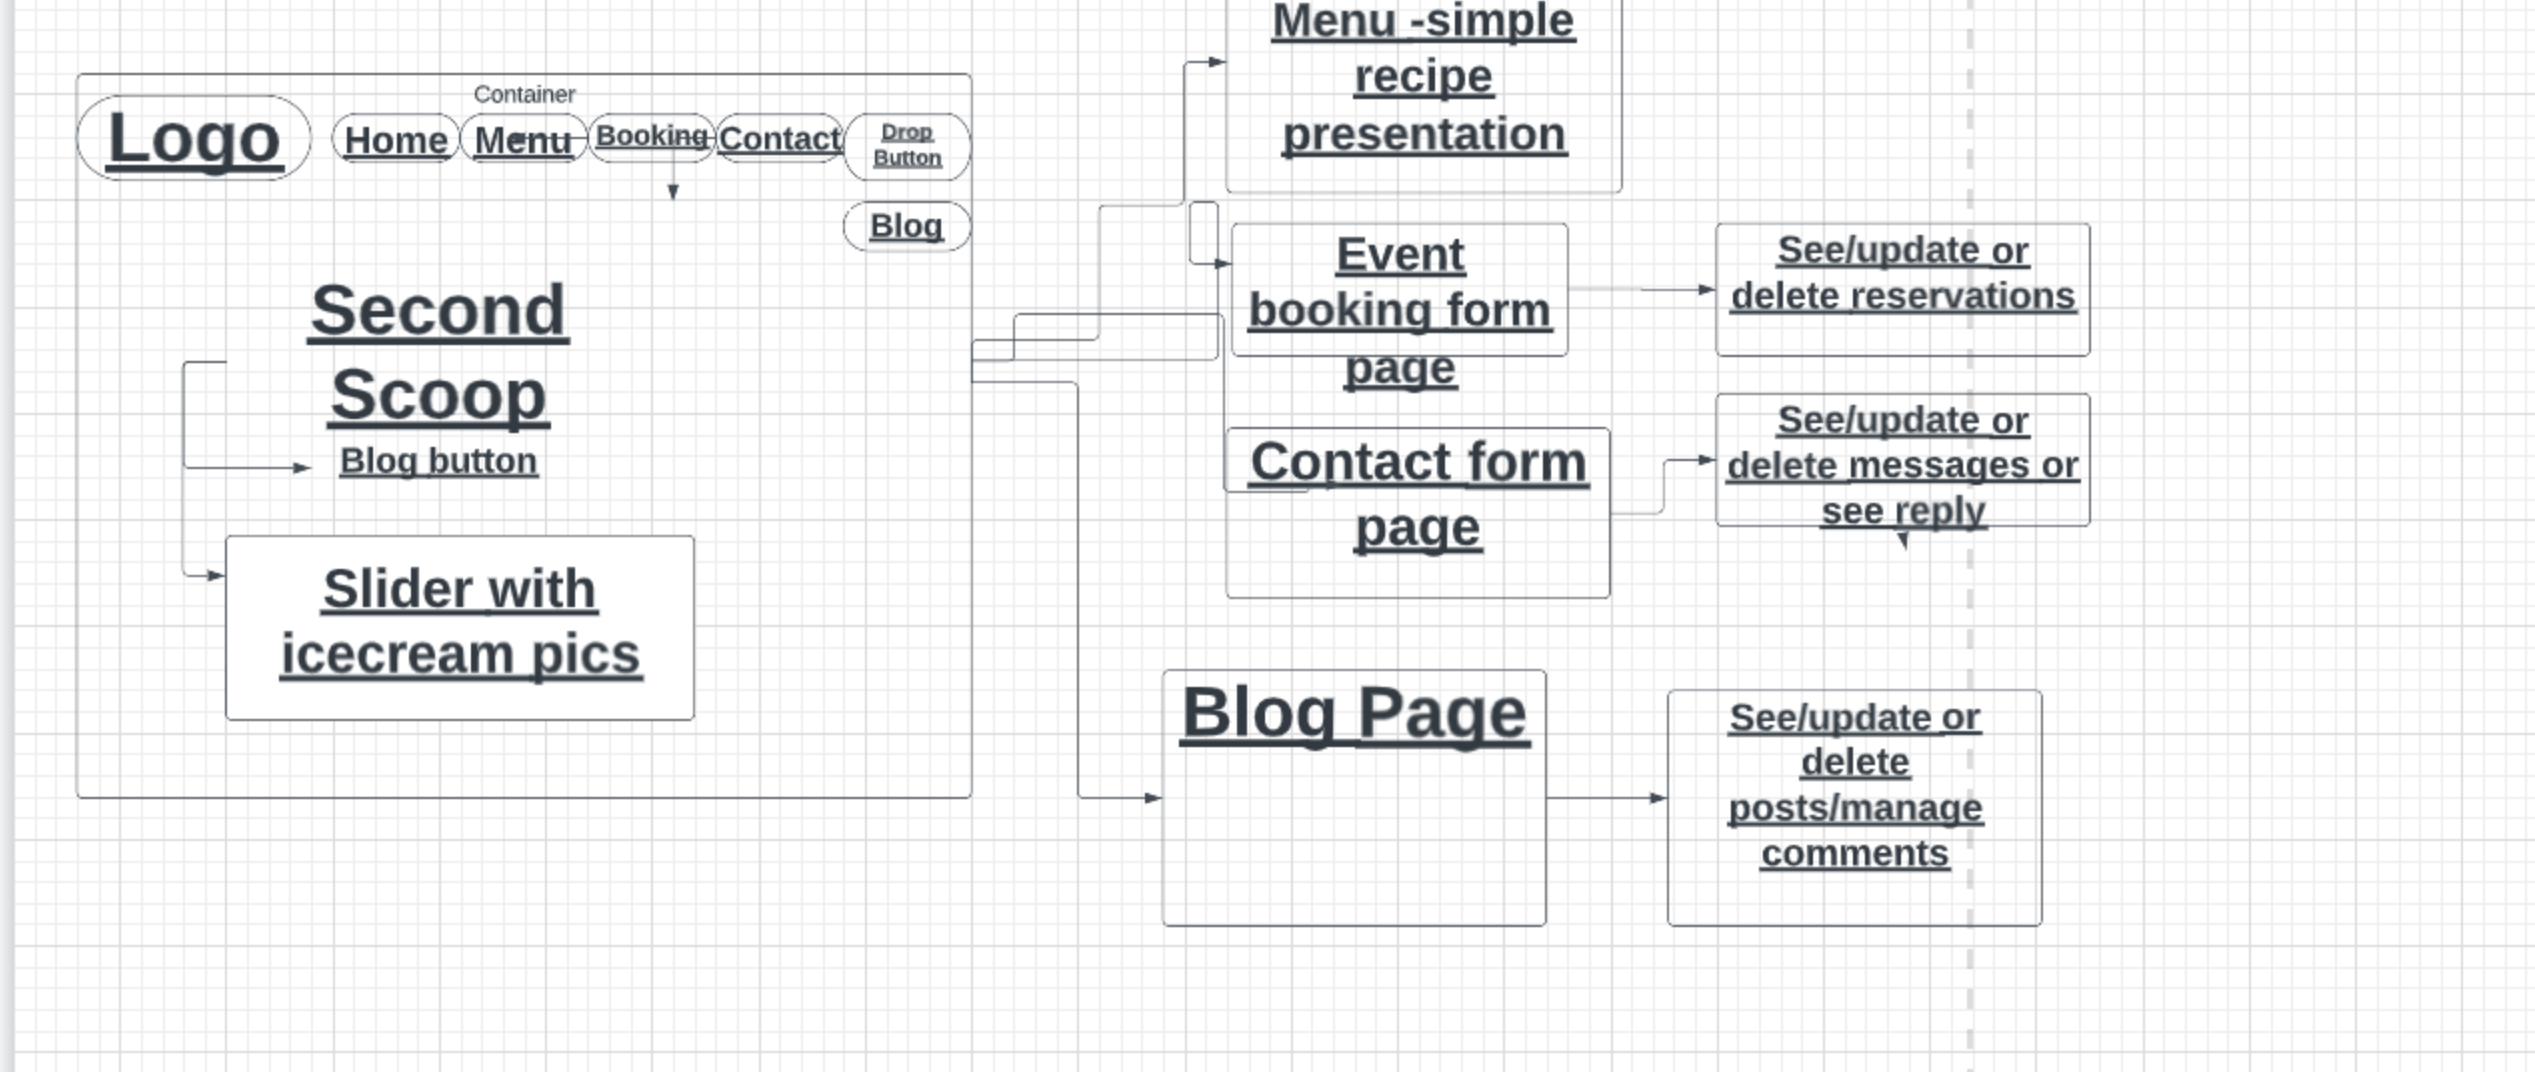 Container
Logo
Home
Menu
Booking
Contact
Drop
Button
Blog
Second
Scoop
Blog button
Slider with
icecream pics
Menu -simple
recipe
presentation
Event
booking form
page
See/update or
delete reservations
Contact form
page
See/update or
delete messages or
see reply
Blog Page
See/update or
delete
posts/manage
comments